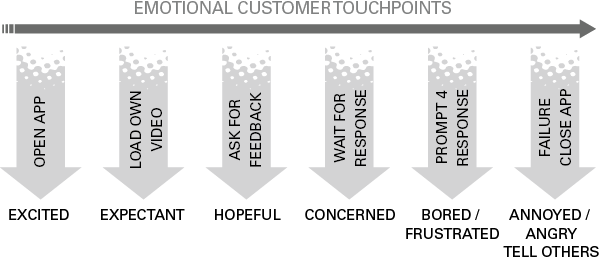 EMOTIONAL CUSTOMER TOUCHPOINTS
OPEN APP
LOAD OWN
VIDEO
ASK FOR
FEEDBACK
WAIT FOR
RESPONSE
PROMPT 4
RESPONSE
FAILURE
CLOSE APP
EXCITED
EXPECTANT
HOPEFUL
CONCERNED
BORED /
FRUSTRATED
ANNOYED /
ANGRY
TELL OTHERS